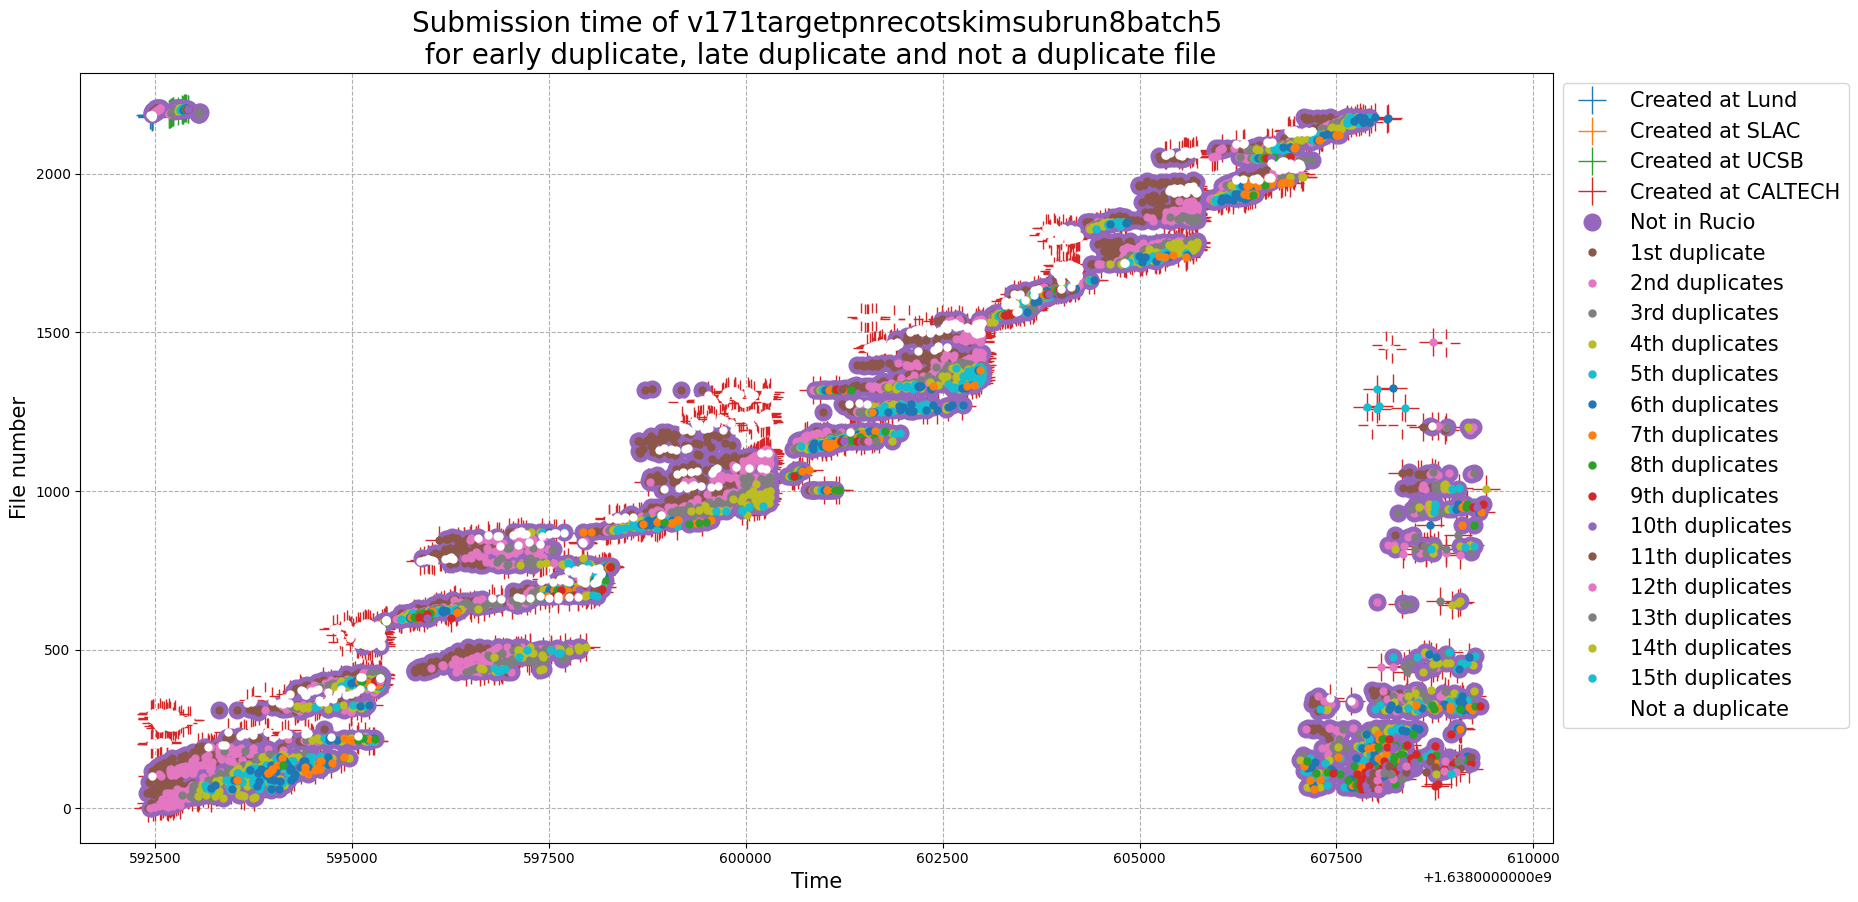 Submission time of v171targetpnrecotskimsubrun8batch5
for early duplicate, late duplicate and not a duplicate file
File number
2000
1500
1000
500
0
592500
595000
597500
600000
602500
605000
607500
610000
+1.6380000000e9
Time
Created at Lund
Created at SLAC
Created at UCSB
Created at CALTECH
Not in Rucio
1st duplicate
2nd duplicates
3rd duplicates
4th duplicates
5th duplicates
6th duplicates
7th duplicates
8th duplicates
9th duplicates
10th duplicates
11th duplicates
12th duplicates
13th duplicates
14th duplicates
15th duplicates
Not a duplicate